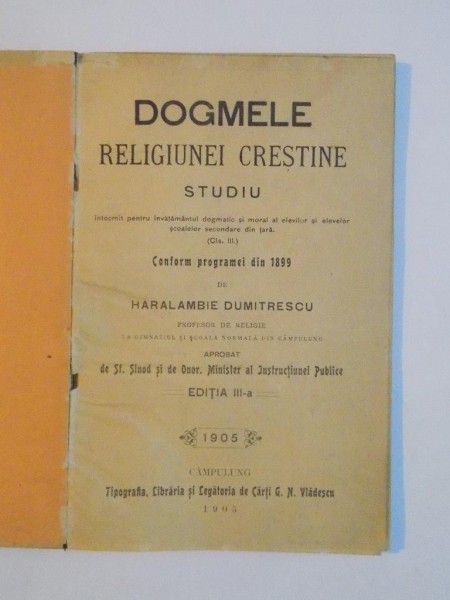 DOGMELE
RELIGIUNEI CREȘTINE
STUDIU
întocmit pentru învățământul dogmatic și moral al elevilor și elevelor
școalelor secondare din țară.
(Cls. III.)
Conform programei din 1899
DE
HARALAMBIE DUMITRESCU
PROFESOR DE RELIGIE
LA GIMNAZIUL ȘI ȘCOALA NORMALĂ DIN CÂMPULUNG
APROBAT
de Sf. Sinod și de Onor. Minister al Instrucțiunei Publice
EDIȚIA III-a
1905
CÂMPULUNG
Tipografia, Librăria și Legătoria de Cărți G. N. Vlădescu
1905